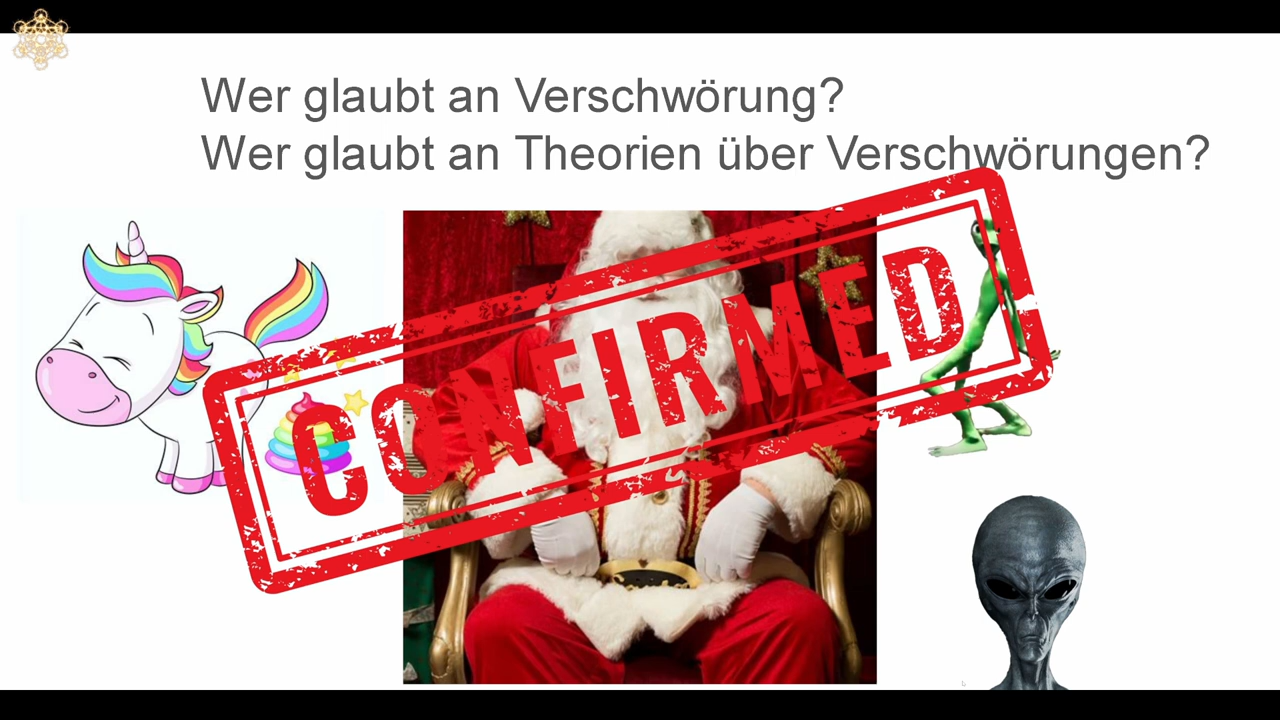 Wer glaubt an Verschwörung?
Wer glaubt an Theorien über Verschwörungen?
CONFIRMED